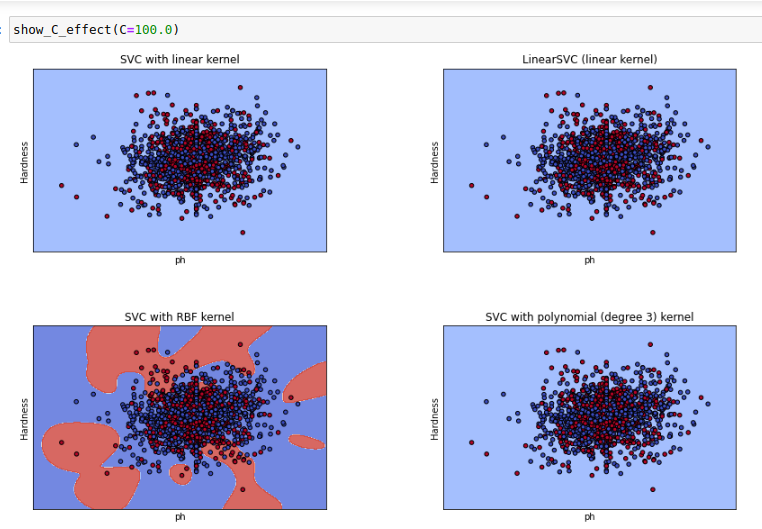 show_C_effect(C=100.0)
SVC with linear kernel
LinearSVC (linear kernel)
Hardness
Hardness
ph
ph
SVC with RBF kernel
SVC with polynomial (degree 3) kernel
Hardness
Hardness
ph
ph